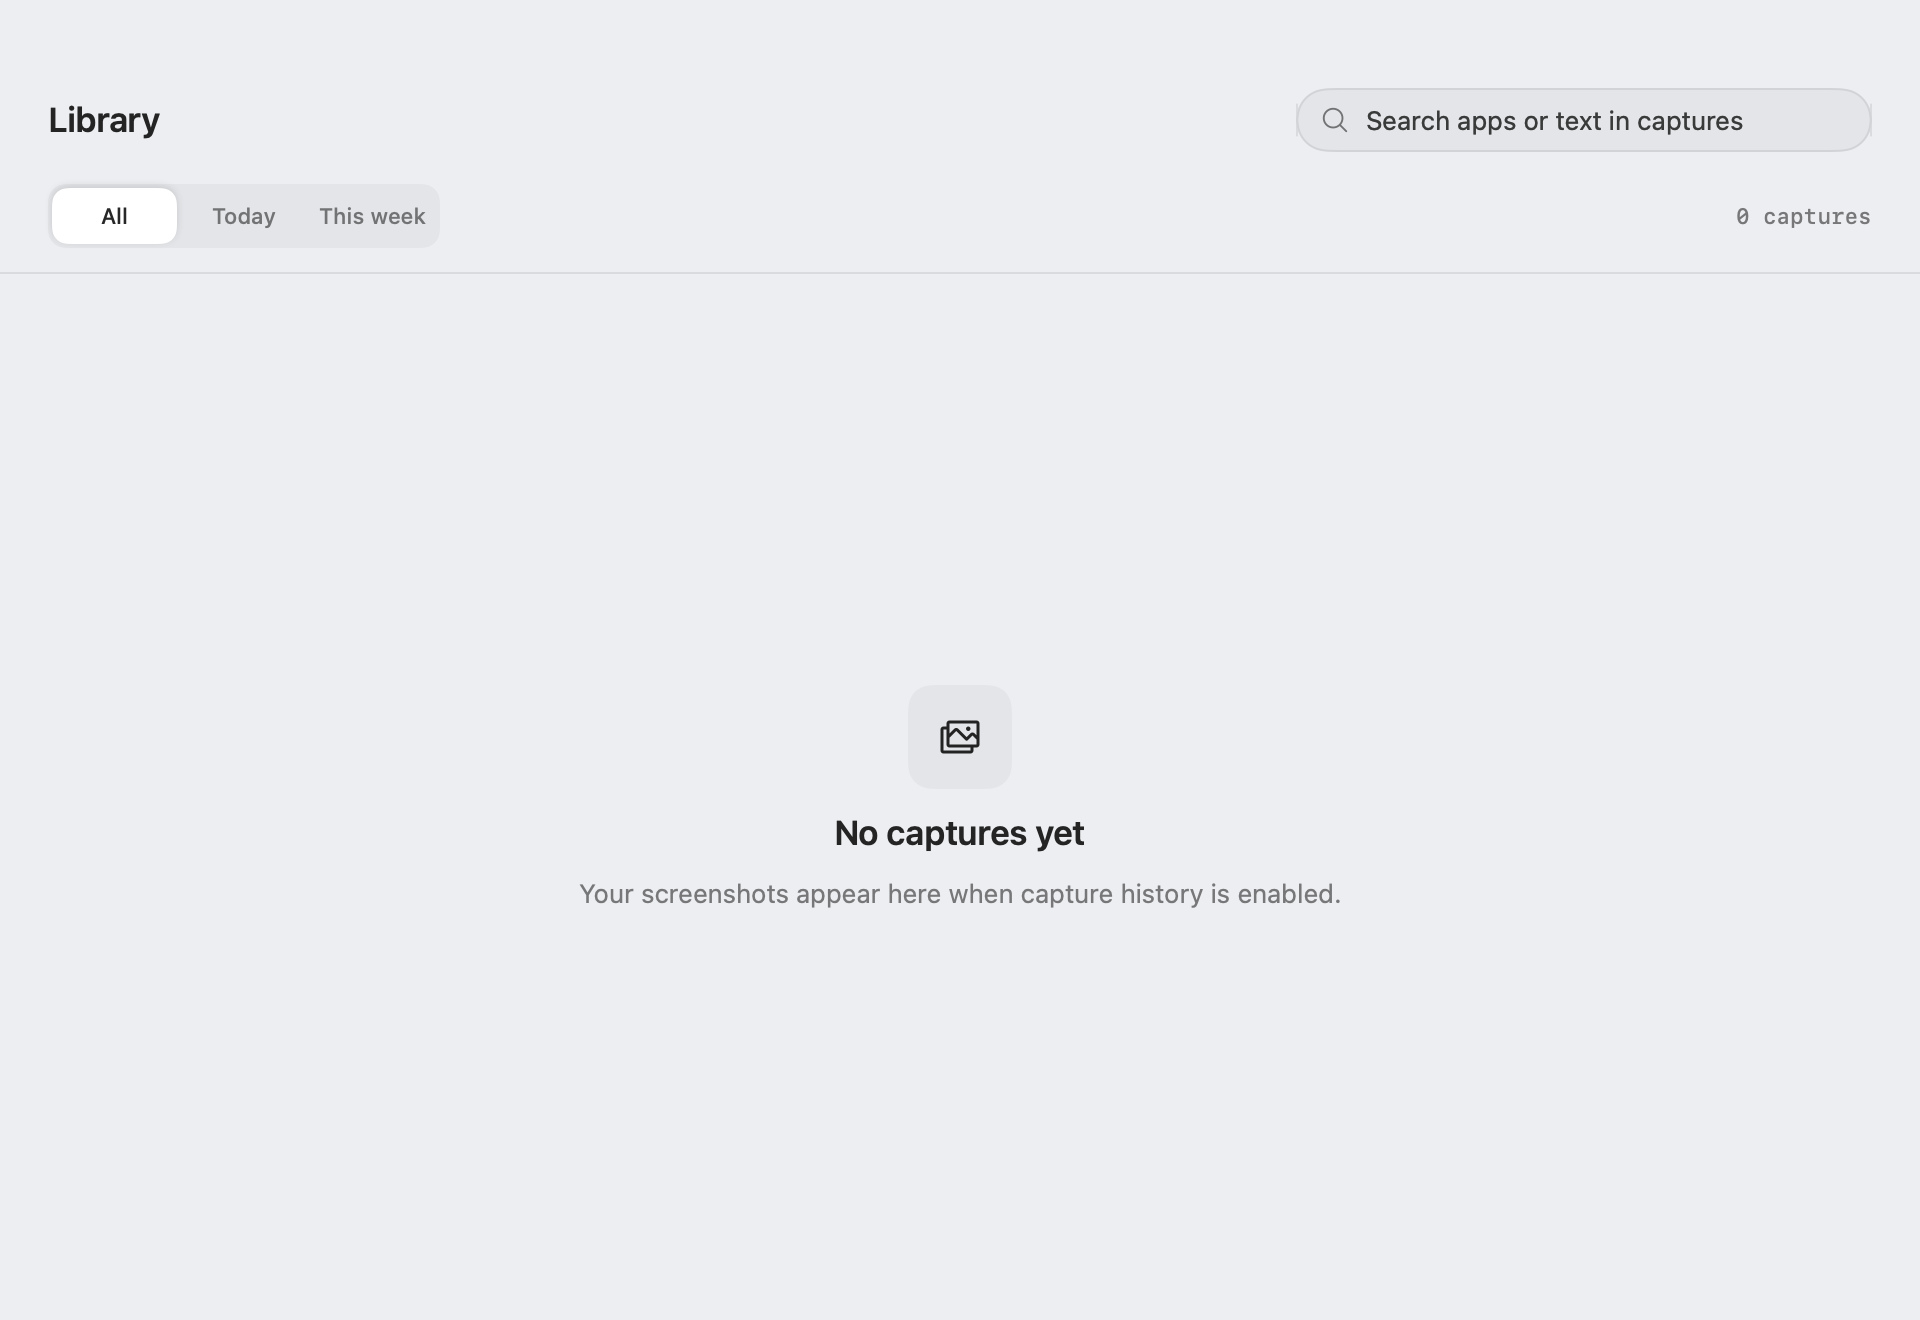 Library
Search apps or text in captures
All
Today
This week
0 captures
No captures yet
Your screenshots appear here when capture history is enabled.